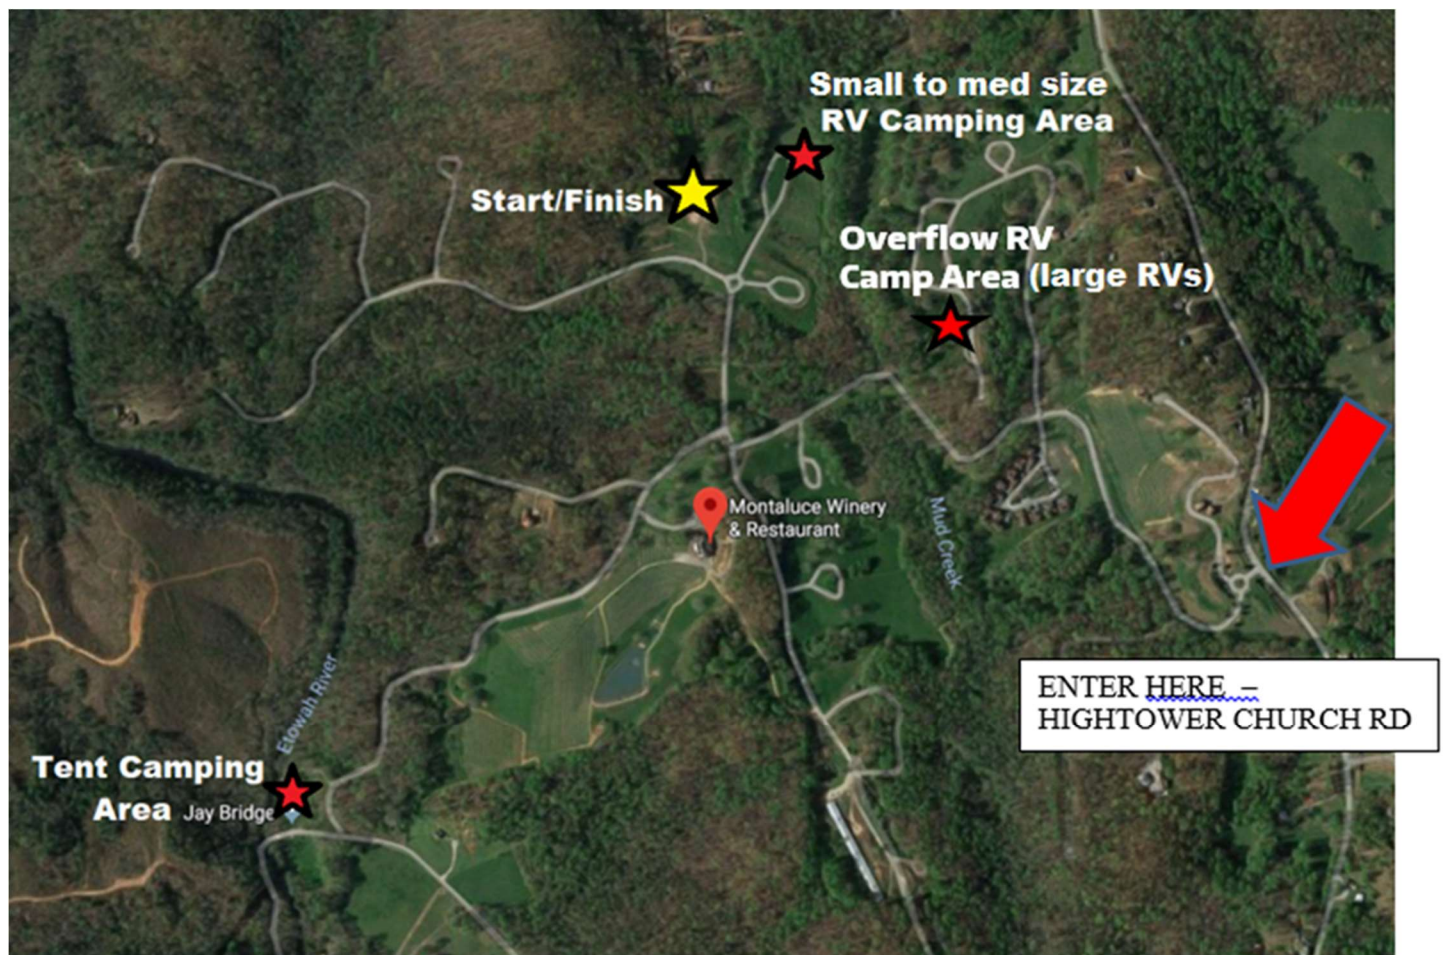 Small to med size
RV Camping Area
Start/Finish
Overflow RV
Camp Area (large RVs)
Montaluce Winery
& Restaurant
Mud Creek
ENTER HERE –
HIGHTOWER CHURCH RD
Etowah River
Tent Camping
Area
Jay Bridge